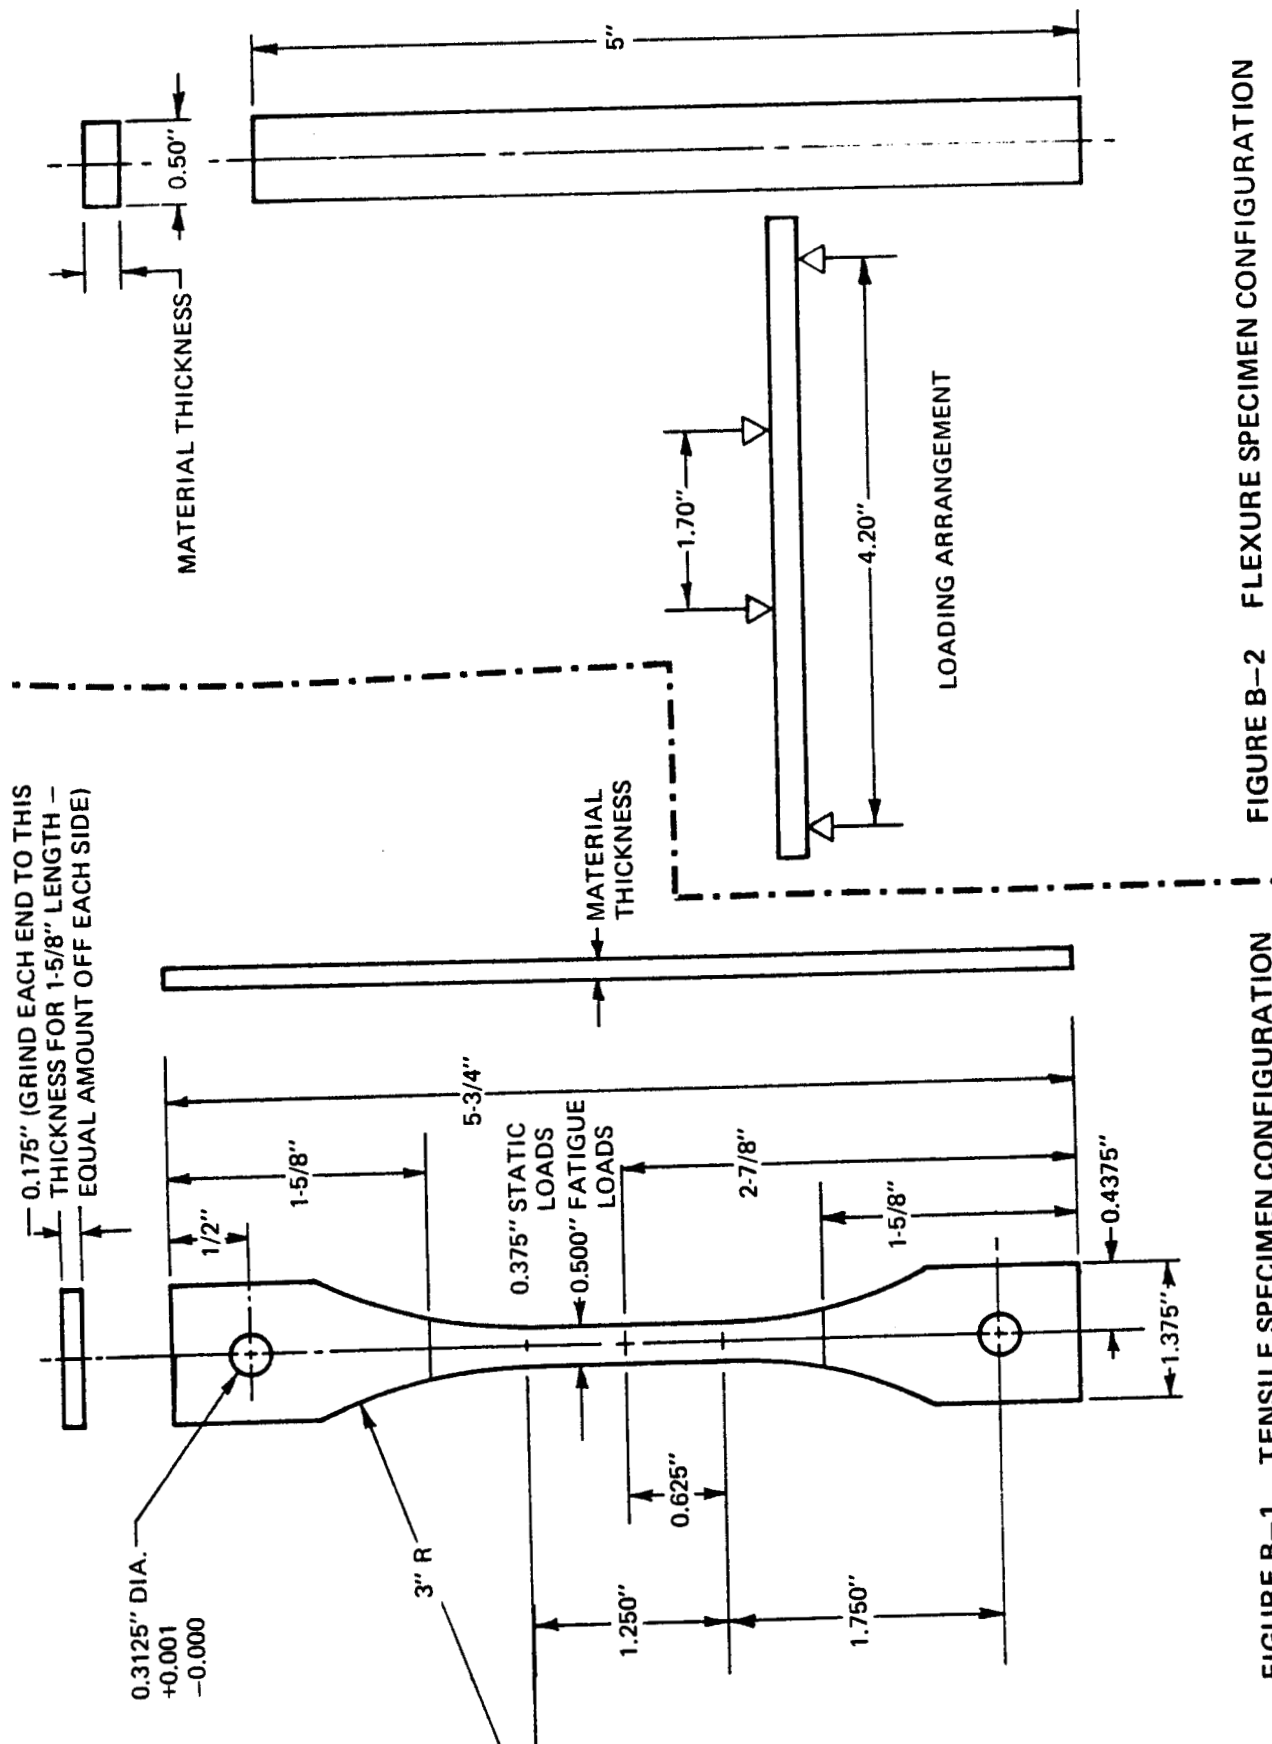 0.175" (GRIND EACH END TO THIS
THICKNESS FOR 1-5/8" LENGTH –
EQUAL AMOUNT OFF EACH SIDE)
0.3125" DIA.
+0.001
–0.000
3" R
1/2"
1-5/8"
5-3/4"
0.375" STATIC
LOADS
0.500" FATIGUE
LOADS
2-7/8"
1-5/8"
0.4375"
1.375"
0.625"
1.250"
1.750"
MATERIAL
THICKNESS
FIGURE B–1 TENSILE SPECIMEN CONFIGURATION
MATERIAL THICKNESS
0.50"
5"
1.70"
4.20"
LOADING ARRANGEMENT
FIGURE B–2 FLEXURE SPECIMEN CONFIGURATION